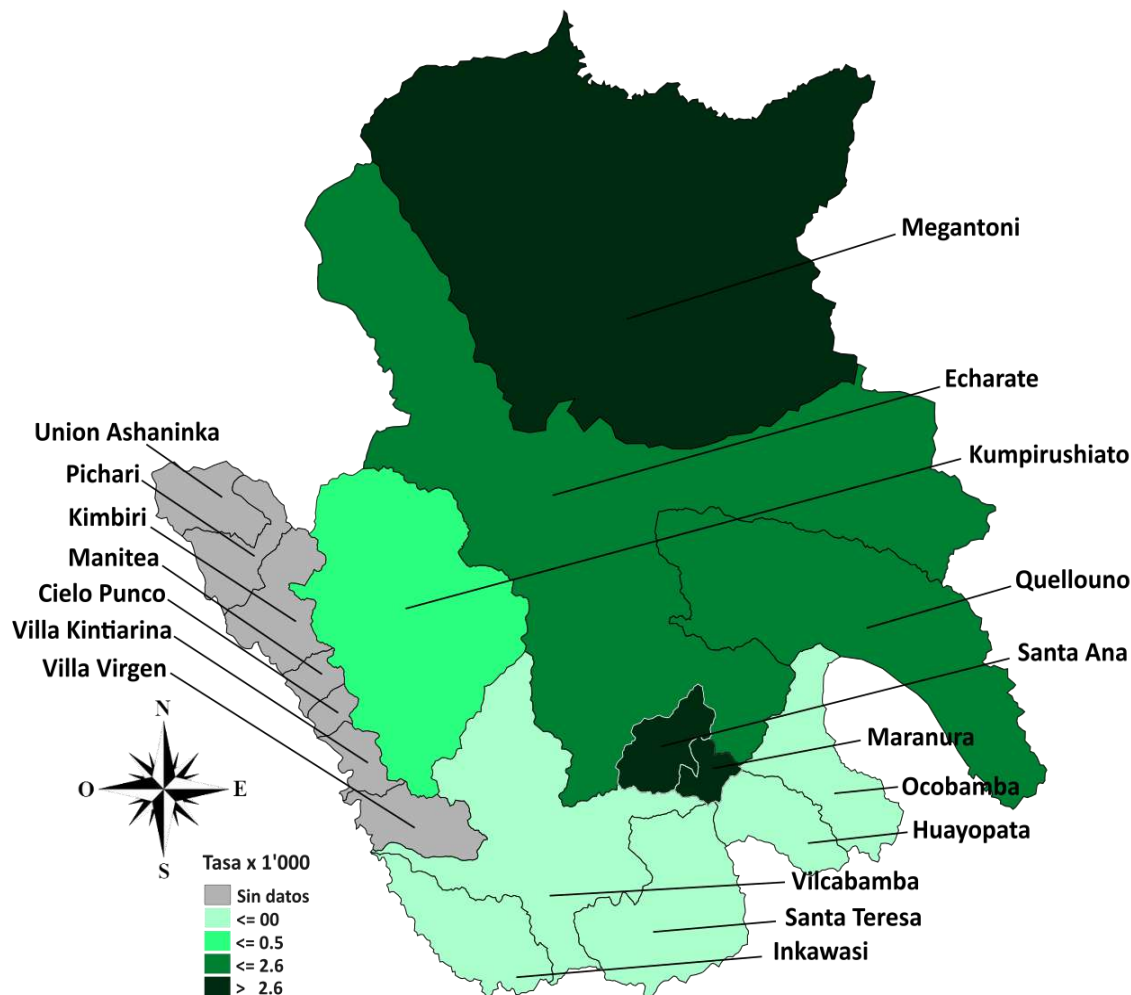 Megantoni
Echarate
Kumpirushiato
Union Ashaninka
Pichari
Kimbiri
Manitea
Cielo Punco
Villa Kintiarina
Villa Virgen
Quellouno
Santa Ana
Maranura
Ocobamba
Huayopata
Vilcabamba
Santa Teresa
Inkawasi
N
O
E
S
Tasa x 1'000
Sin datos
<= 00
<= 0.5
<= 2.6
> 2.6